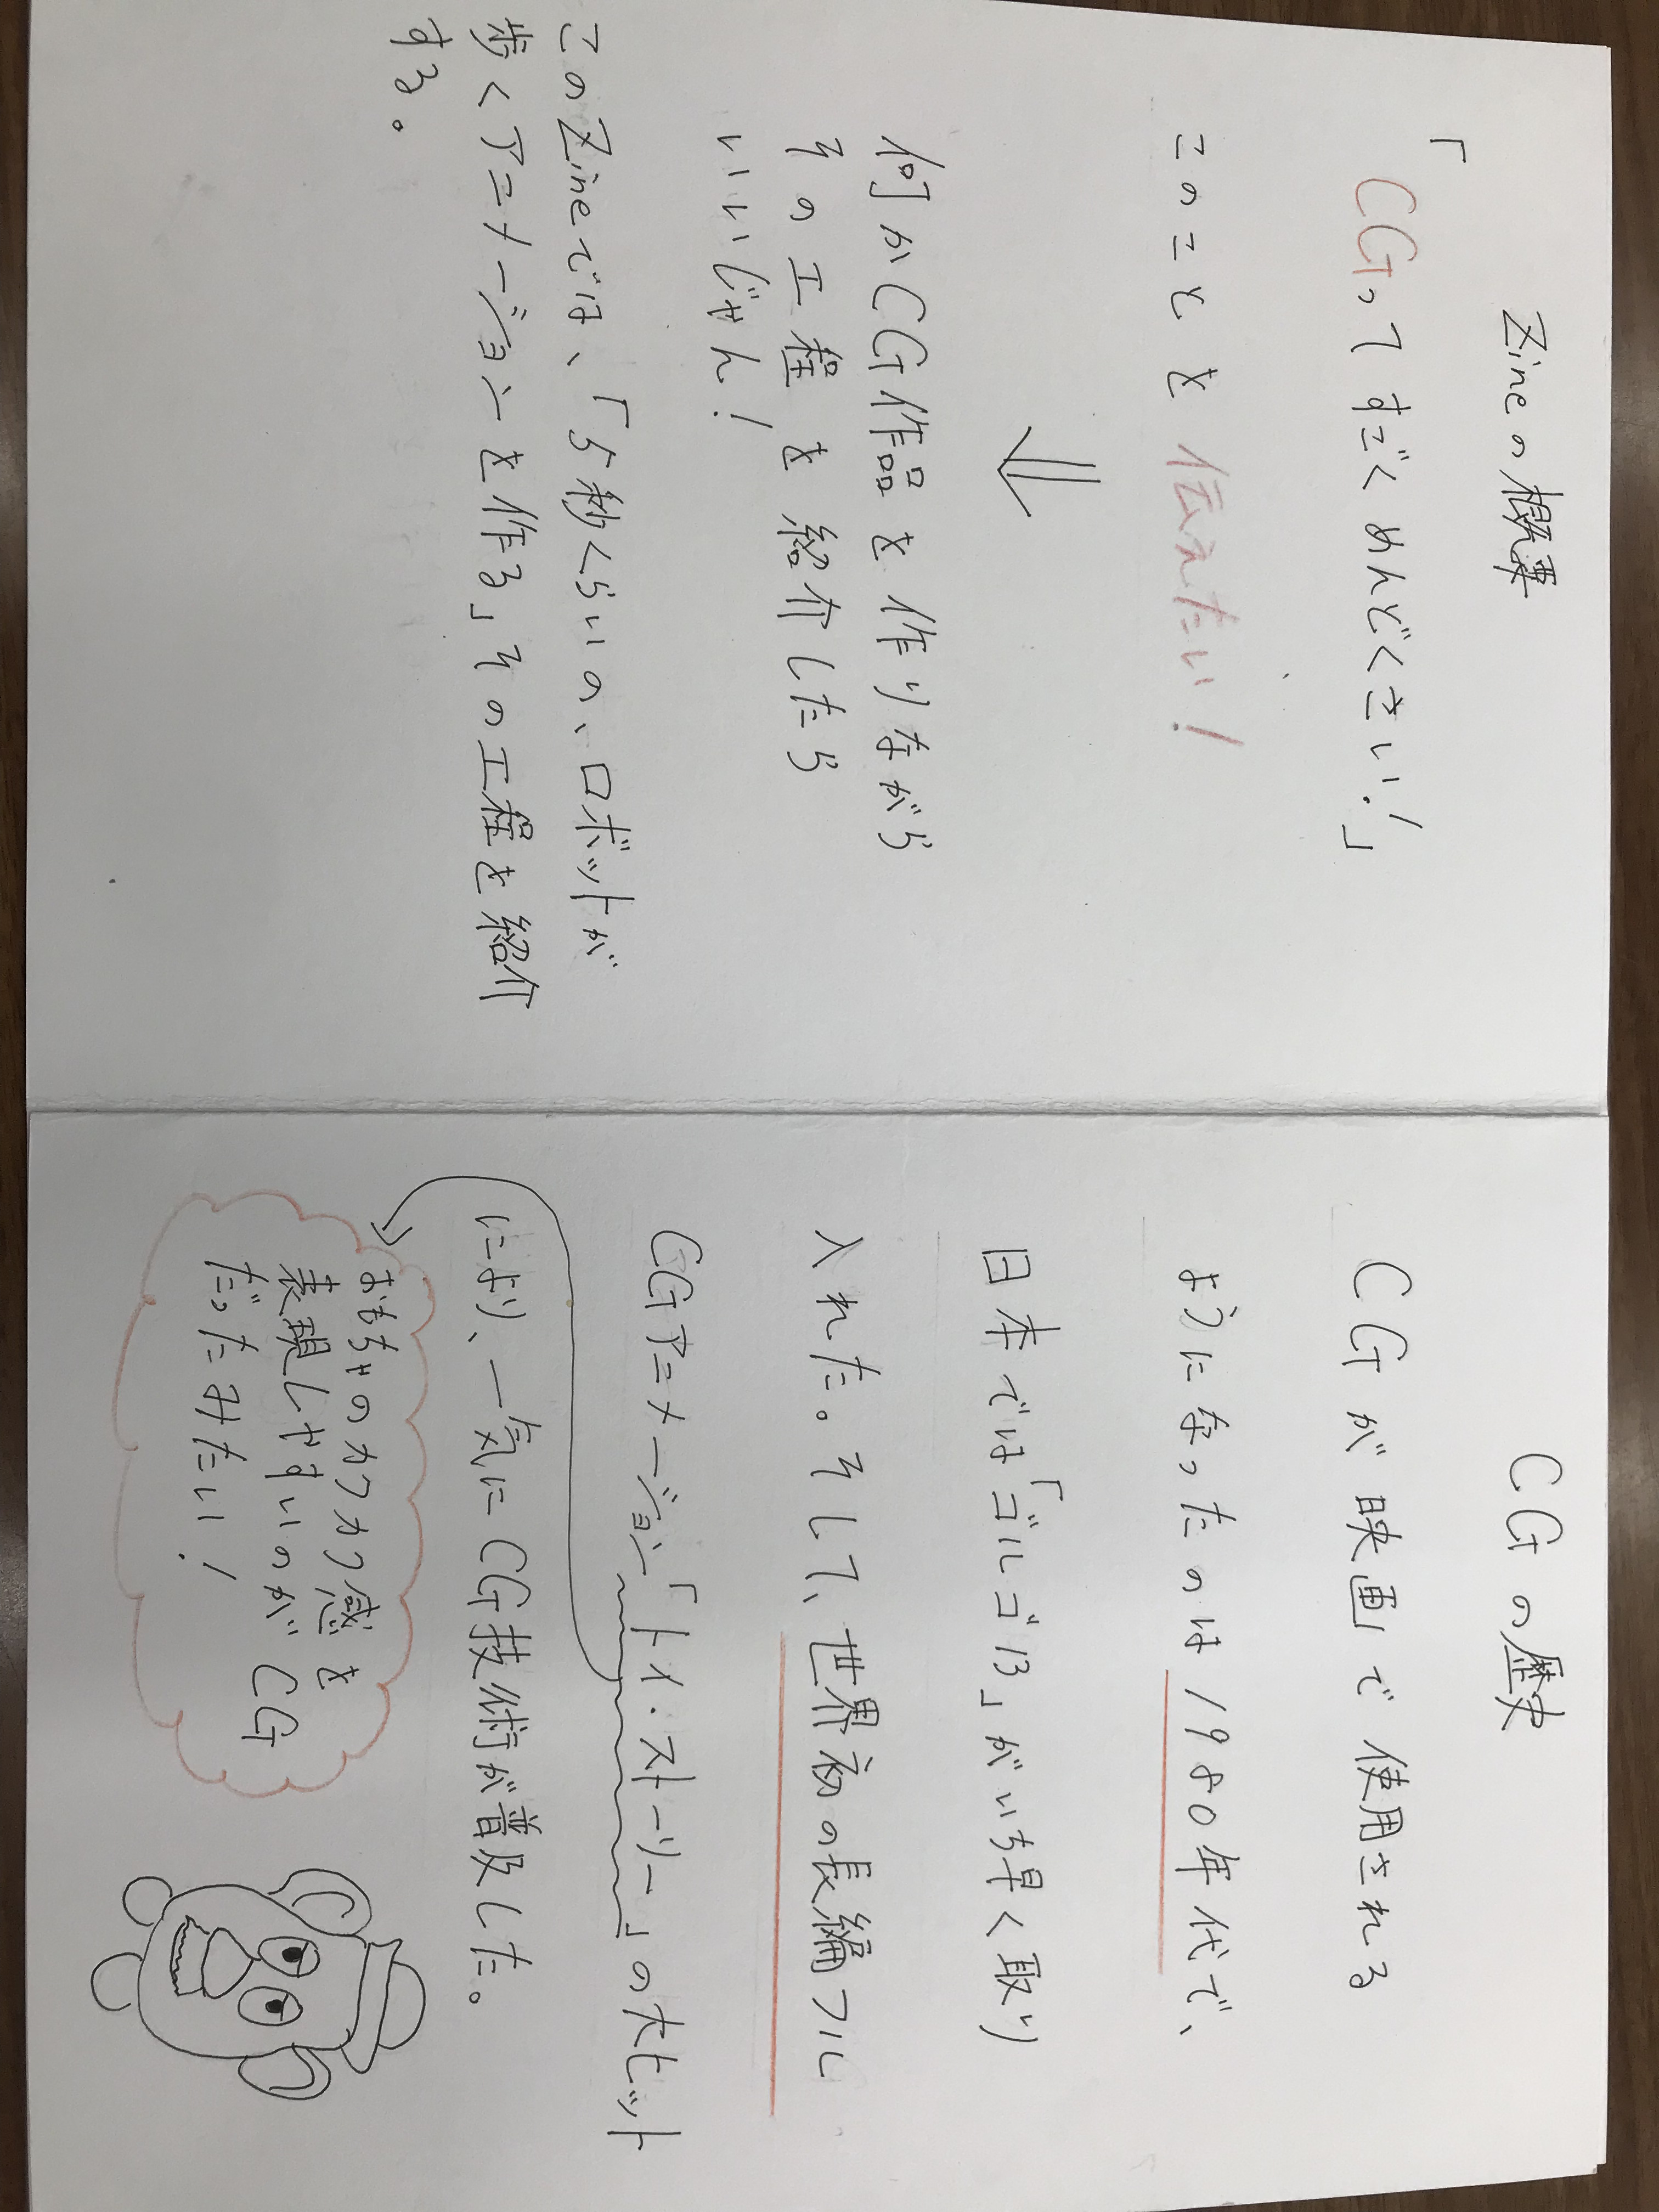 Zineの概要
「CGってすごくめんどくさい!」
このことを伝えたい!
何かCG作品を作りながら
その工程を紹介したら
いいじゃん!
このZineでは、「5秒くらいの、ロボットが
歩くアニメーションを作る」その工程を紹介
する。
CGの歴史
CGが映画で使用される
ようになったのは1980年代で、
日本では「ゴルゴ13」がいち早く取り
入れた。そして、世界初の長編フル
CGアニメーション「トイ・ストーリー」の大ヒット
により、一気にCG技術が普及した。
おもちゃのカクカク感を
表現しやすいのがCG
だったみたい!